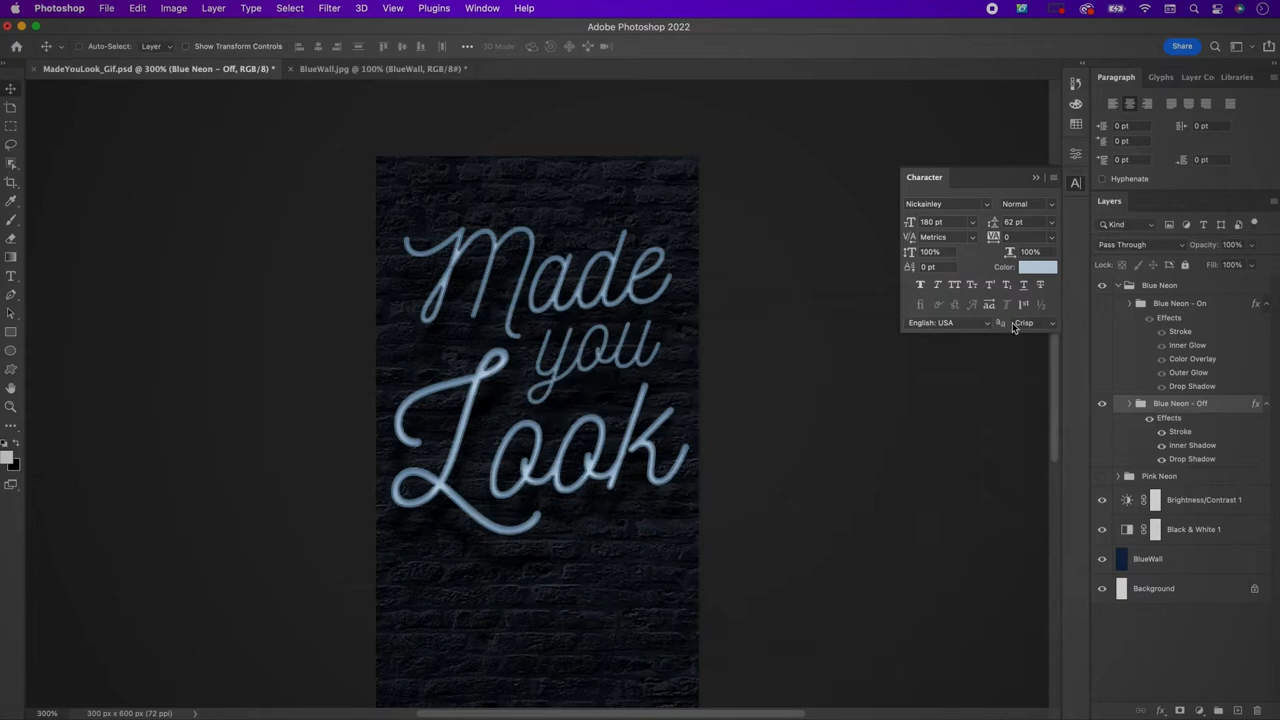 Photoshop File Edit Image Layer Type Select Filter 3D View Plugins Window Help
Adobe Photoshop 2022
Auto-Select: Layer Show Transform Controls 3D Mode Share
MadeYouLook_Gif.psd @ 300% (Blue Neon - Off, RGB/8) * BlueWall.jpg @ 100% (BlueWall, RGB/8#) *
Made
you
Look
Character
Nickainley Normal
180 pt 62 pt
Metrics 0
100% 100%
0 pt Color:
English: USA Crisp
Paragraph Glyphs Layer Co Libraries
0 pt 0 pt
0 pt
0 pt 0 pt
Hyphenate
Layers
Kind
Pass Through Opacity: 100%
Lock: Fill: 100%
Blue Neon
Blue Neon - On fx
Effects
Stroke
Inner Glow
Color Overlay
Outer Glow
Drop Shadow
Blue Neon - Off fx
Effects
Stroke
Inner Shadow
Drop Shadow
Pink Neon
Brightness/Contrast 1
Black & White 1
BlueWall
Background
300% 300 px x 600 px (72 ppi)